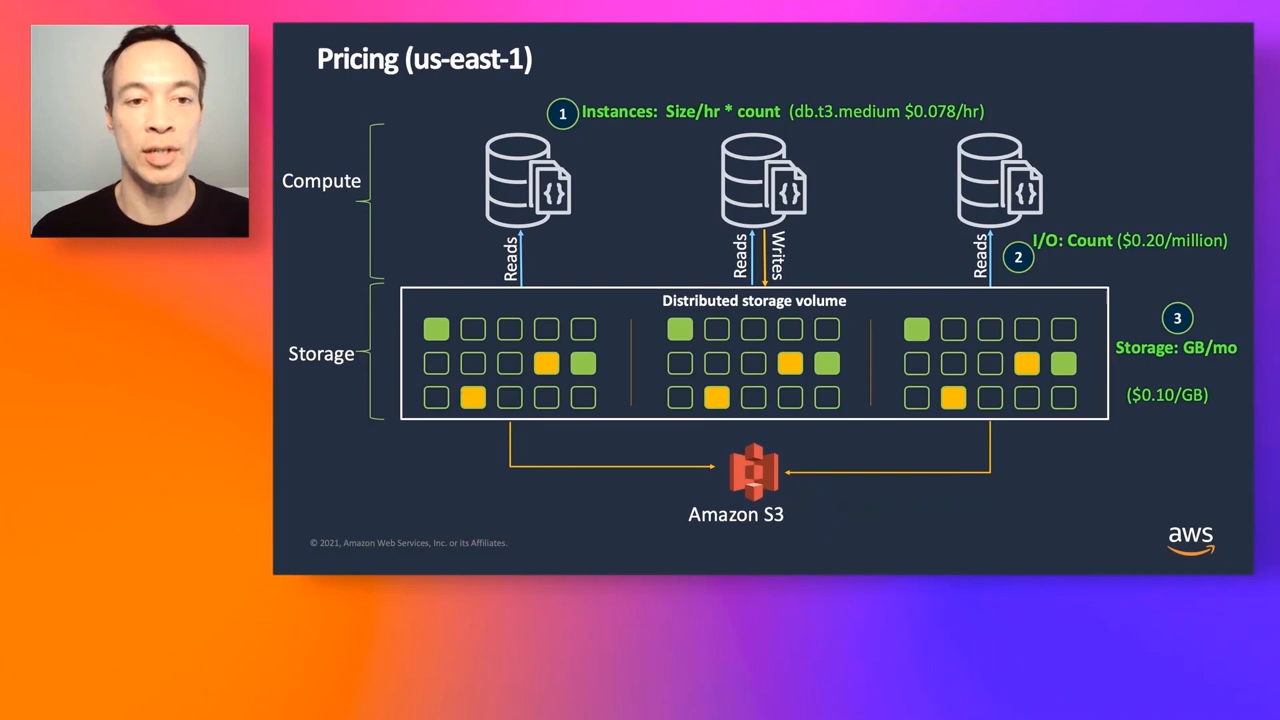 Pricing (us-east-1)
1
Instances: Size/hr * count (db.t3.medium $0.078/hr)
Compute
{}
{}
{}
Reads
Reads
Writes
Reads
2
I/O: Count ($0.20/million)
Distributed storage volume
Storage
3
Storage: GB/mo
($0.10/GB)
Amazon S3
© 2021, Amazon Web Services, Inc. or its Affiliates.
aws